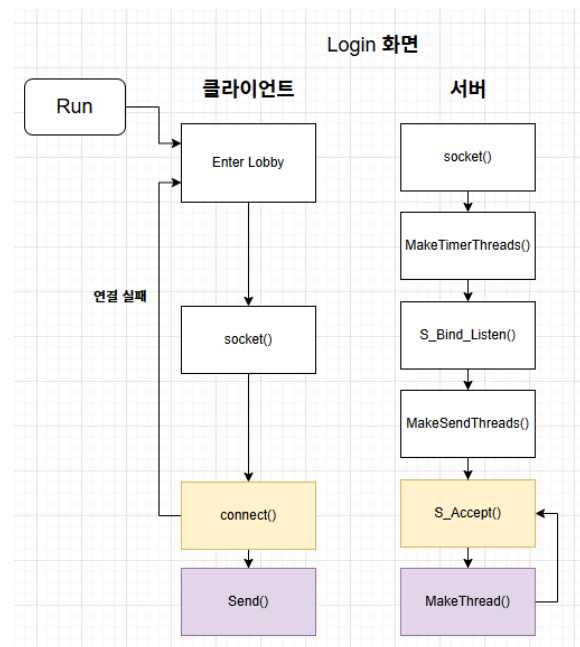 Login 화면
클라이언트
서버
Run
Enter Lobby
socket()
MakeTimerThreads()
연결 실패
socket()
S_Bind_Listen()
MakeSendThreads()
connect()
S_Accept()
Send()
MakeThread()